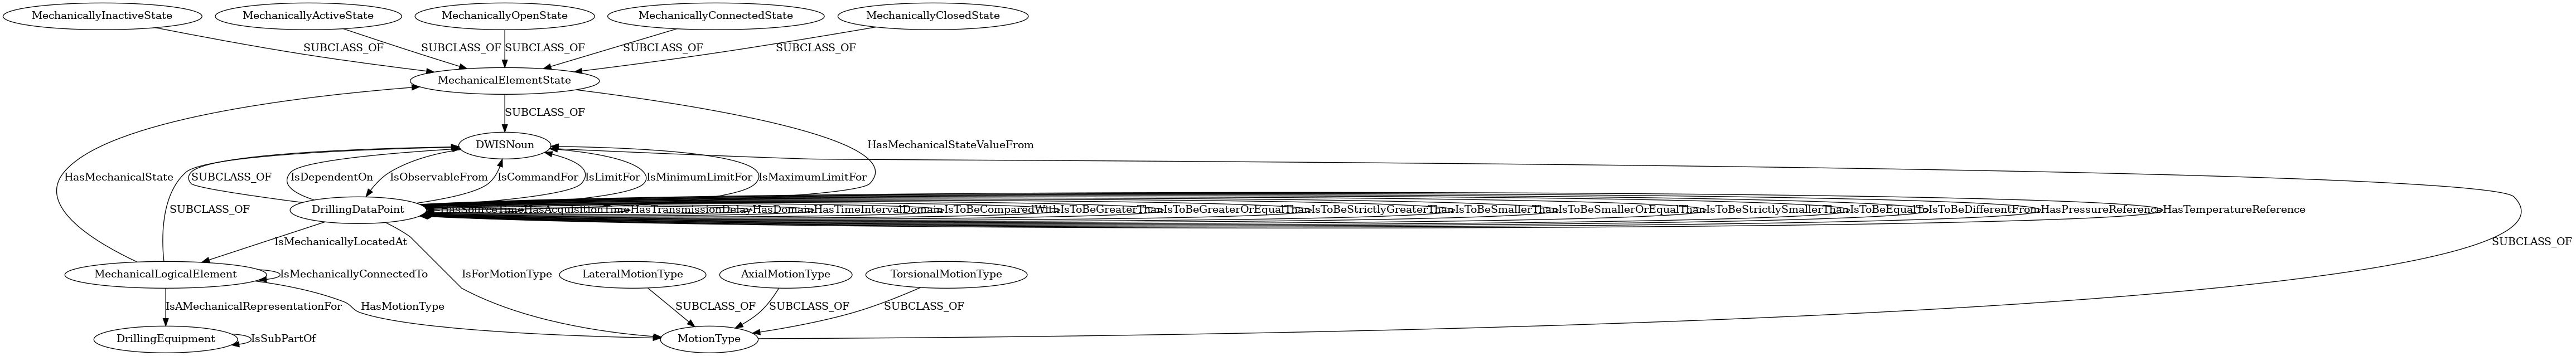 MechanicallyInactiveState
MechanicallyActiveState
MechanicallyOpenState
MechanicallyConnectedState
MechanicallyClosedState
SUBCLASS_OF
SUBCLASS_OF
SUBCLASS_OF
SUBCLASS_OF
SUBCLASS_OF
MechanicalElementState
SUBCLASS_OF
DWISNoun
HasMechanicalStateValueFrom
HasMechanicalState
SUBCLASS_OF
IsDependentOn
IsObservableFrom
IsCommandFor
IsLimitFor
IsMinimumLimitFor
IsMaximumLimitFor
SUBCLASS_OF
DrillingDataPoint
HasSourceTime
HasAcquisitionTime
HasTransmissionDelay
HasDomain
HasTimeIntervalDomain
IsToBeComparedWith
IsToBeGreaterThan
IsToBeGreaterOrEqualThan
IsToBeStrictlyGreaterThan
IsToBeSmallerThan
IsToBeSmallerOrEqualThan
IsToBeStrictlySmallerThan
IsToBeEqualTo
IsToBeDifferentFrom
HasPressureReference
HasTemperatureReference
IsMechanicallyLocatedAt
SUBCLASS_OF
MechanicalLogicalElement
IsMechanicallyConnectedTo
IsForMotionType
LateralMotionType
AxialMotionType
TorsionalMotionType
IsAMechanicalRepresentationFor
HasMotionType
SUBCLASS_OF
SUBCLASS_OF
SUBCLASS_OF
DrillingEquipment
IsSubPartOf
MotionType